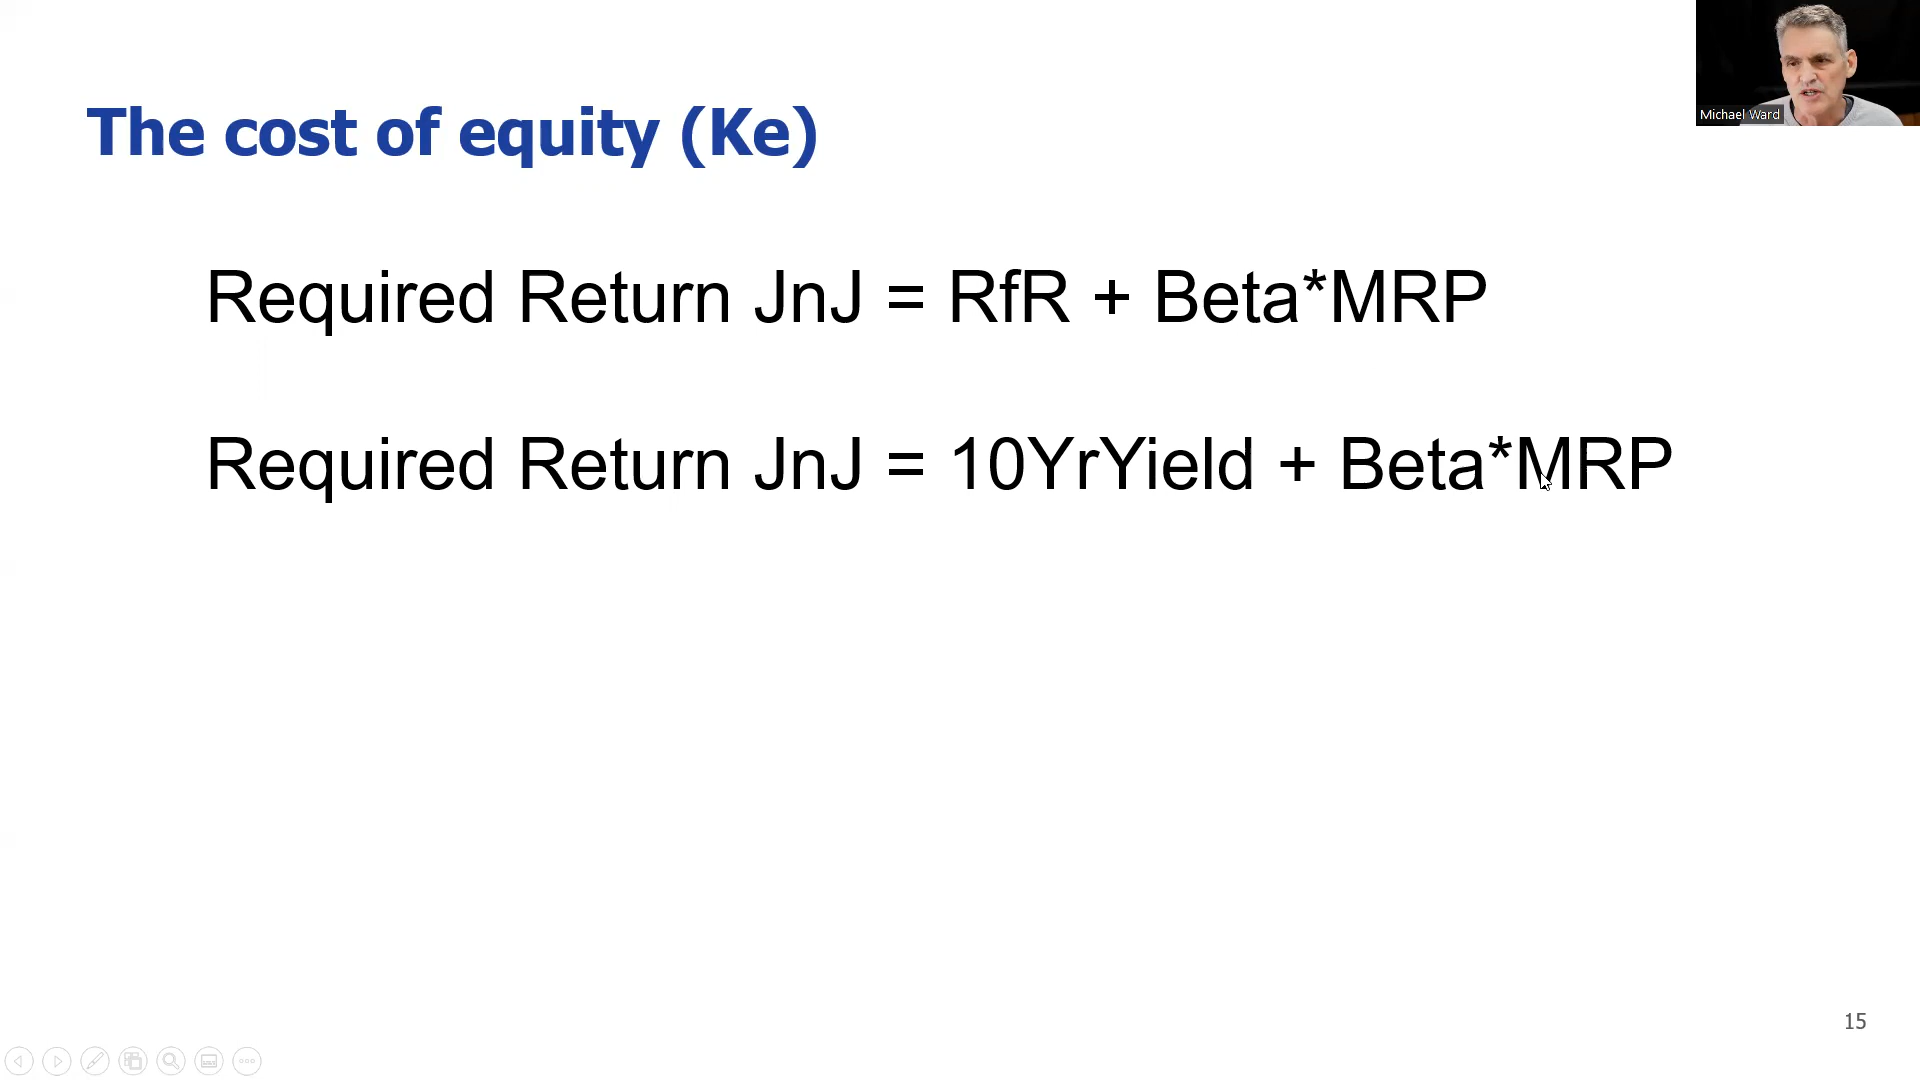 Michael Ward
The cost of equity (Ke)
Required Return JnJ = RfR + Beta*MRP
Required Return JnJ = 10YrYield + Beta*MRP
15